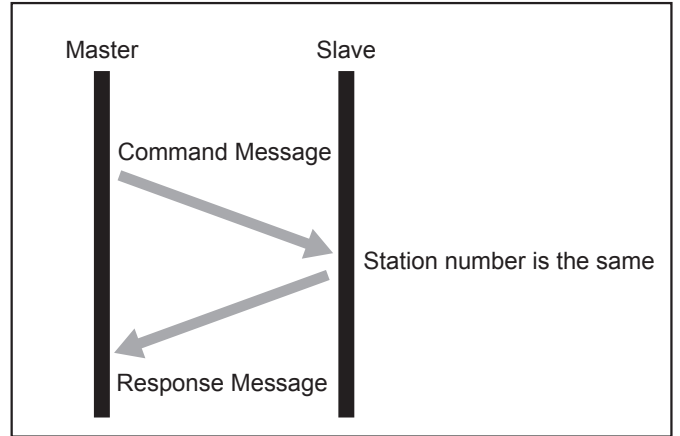 Master
Slave
Command Message
Station number is the same
Response Message